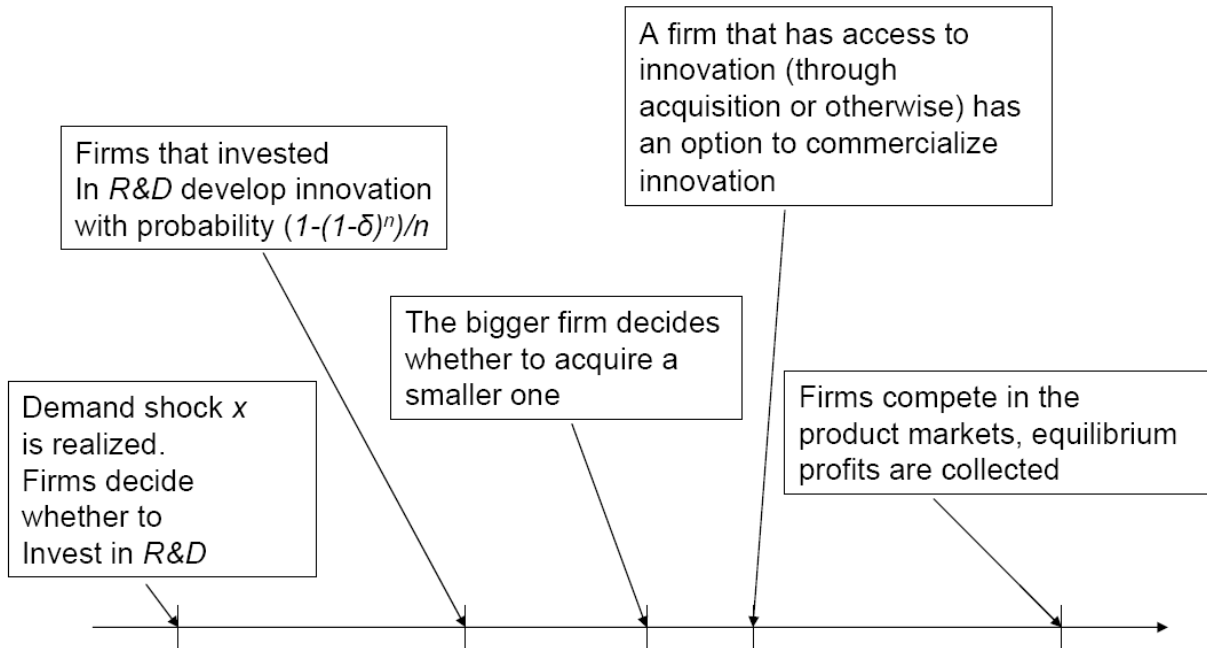 Demand shock x
is realized.
Firms decide
whether to
Invest in R&D
Firms that invested
In R&D develop innovation
with probability (1-(1-δ)ⁿ)/n
The bigger firm decides
whether to acquire a
smaller one
A firm that has access to
innovation (through
acquisition or otherwise) has
an option to commercialize
innovation
Firms compete in the
product markets, equilibrium
profits are collected